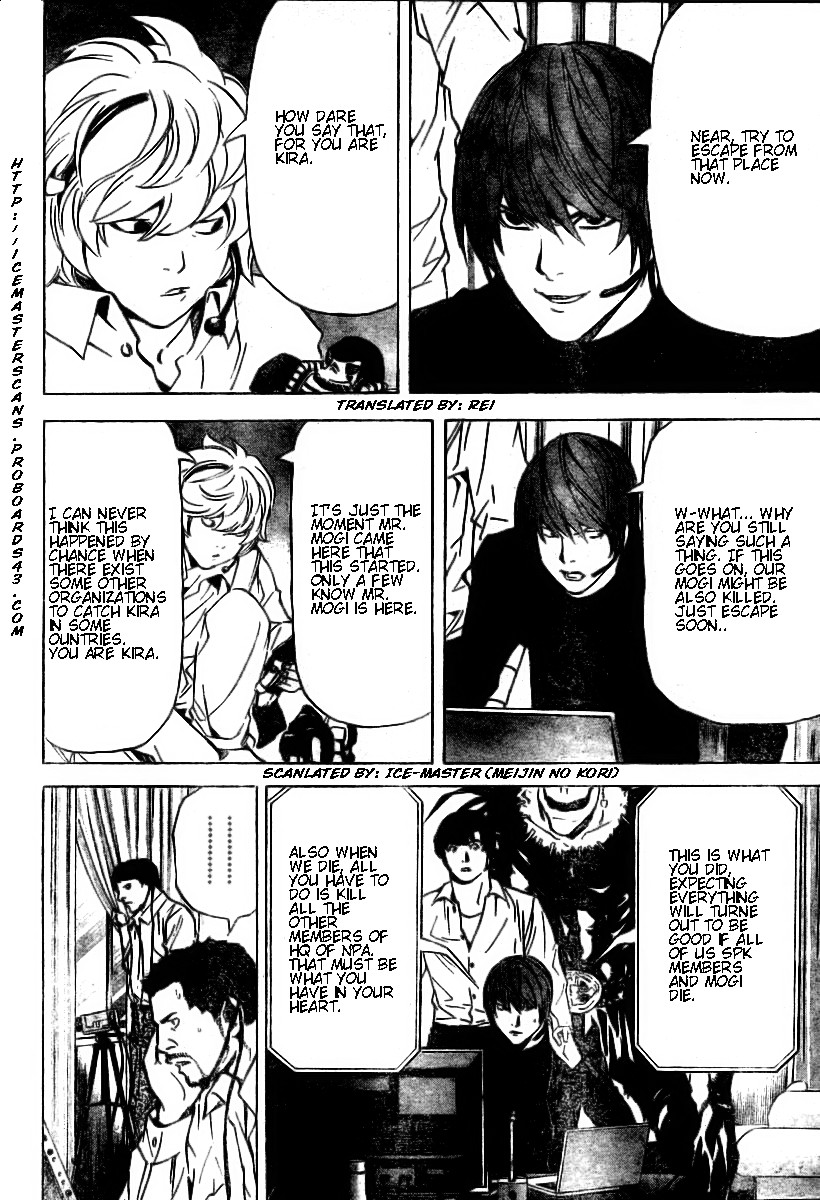 NEAR, TRY TO
ESCAPE FROM
THAT PLACE
NOW.
HOW DARE
YOU SAY THAT,
FOR YOU ARE
KIRA.
TRANSLATED BY: REI
W-WHAT... WHY
ARE YOU STILL
SAYING SUCH A
THING. IF THIS
GOES ON, OUR
MOGI MIGHT BE
ALSO KILLED.
JUST ESCAPE
SOON..
IT'S JUST THE
MOMENT MR.
MOGI CAME
HERE THAT
THIS STARTED.
ONLY A FEW
KNOW MR.
MOGI IS HERE.
I CAN NEVER
THINK THIS
HAPPENED BY
CHANCE WHEN
THERE EXIST
SOME OTHER
ORGANIZATIONS
TO CATCH KIRA
IN SOME
OUNTRIES.
YOU ARE KIRA.
SCANLATED BY: ICE-MASTER (MEIJIN NO KORI)
THIS IS WHAT
YOU DID,
EXPECTING
EVERYTHING
WILL TURNE
OUT TO BE
GOOD IF ALL
OF US SPK
MEMBERS
AND MOGI
DIE.
ALSO WHEN
WE DIE, ALL
YOU HAVE TO
DO IS KILL
ALL THE
OTHER
MEMBERS OF
HQ OF NPA.
THAT MUST BE
WHAT YOU
HAVE IN YOUR
HEART.
HTTP://ICEMASTERSCANS.PROBOARDS43.COM